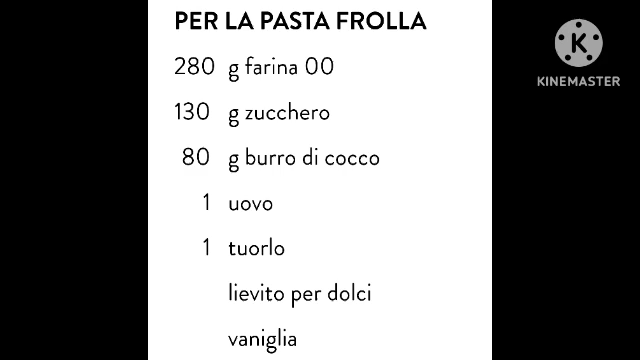 PER LA PASTA FROLLA
280 g farina 00
130 g zucchero
80 g burro di cocco
1 uovo
1 tuorlo
lievito per dolci
vaniglia
K
KINEMASTER